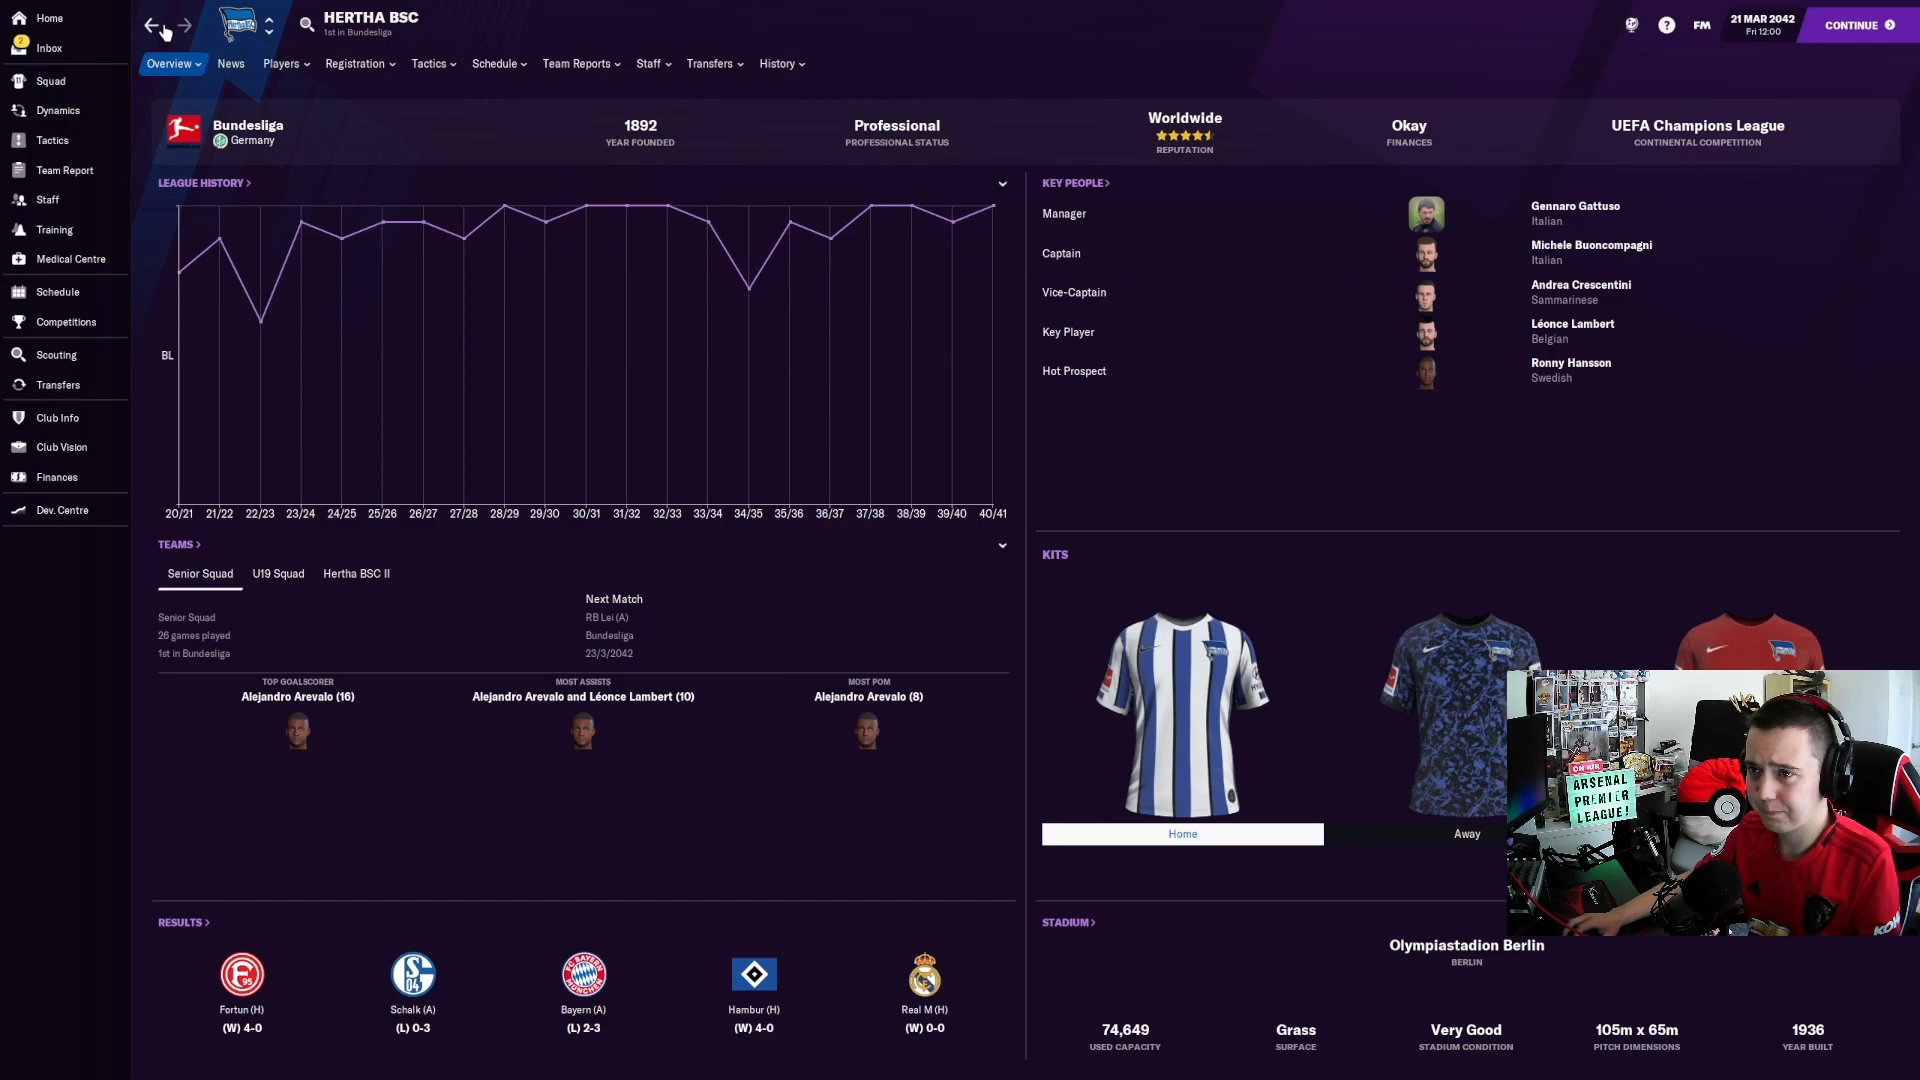 Home
2
Inbox
Squad
Dynamics
Tactics
Team Report
Staff
Training
Medical Centre
Schedule
Competitions
Scouting
Transfers
Club Info
Club Vision
Finances
Dev. Centre
HERTHA BSC
1st in Bundesliga
FM
21 MAR 2042
Fri 12:00
CONTINUE
Overview
News
Players
Registration
Tactics
Schedule
Team Reports
Staff
Transfers
History
Bundesliga
Germany
1892
YEAR FOUNDED
Professional
PROFESSIONAL STATUS
Worldwide
REPUTATION
Okay
FINANCES
UEFA Champions League
CONTINENTAL COMPETITION
LEAGUE HISTORY >
BL
20/21 21/22 22/23 23/24 24/25 25/26 26/27 27/28 28/29 29/30 30/31 31/32 32/33 33/34 34/35 35/36 36/37 37/38 38/39 39/40 40/41
KEY PEOPLE >
Manager
Gennaro Gattuso
Italian
Captain
Michele Buoncompagni
Italian
Vice-Captain
Andrea Crescentini
Sammarinese
Key Player
Léonce Lambert
Belgian
Hot Prospect
Ronny Hansson
Swedish
TEAMS >
Senior Squad
U19 Squad
Hertha BSC II
Senior Squad
26 games played
1st in Bundesliga
Next Match
RB Lei (A)
Bundesliga
23/3/2042
TOP GOALSCORER
Alejandro Arevalo (16)
MOST ASSISTS
Alejandro Arevalo and Léonce Lambert (10)
MOST POM
Alejandro Arevalo (8)
KITS
Home
Away
ON AIR
ARSENAL
PREMIER
LEAGUE!
RESULTS >
Fortun (H)
(W) 4-0
Schalk (A)
(L) 0-3
Bayern (A)
(L) 2-3
Hambur (H)
(W) 4-0
Real M (H)
(W) 0-0
STADIUM >
Olympiastadion Berlin
BERLIN
74,649
USED CAPACITY
Grass
SURFACE
Very Good
STADIUM CONDITION
105m x 65m
PITCH DIMENSIONS
1936
YEAR BUILT